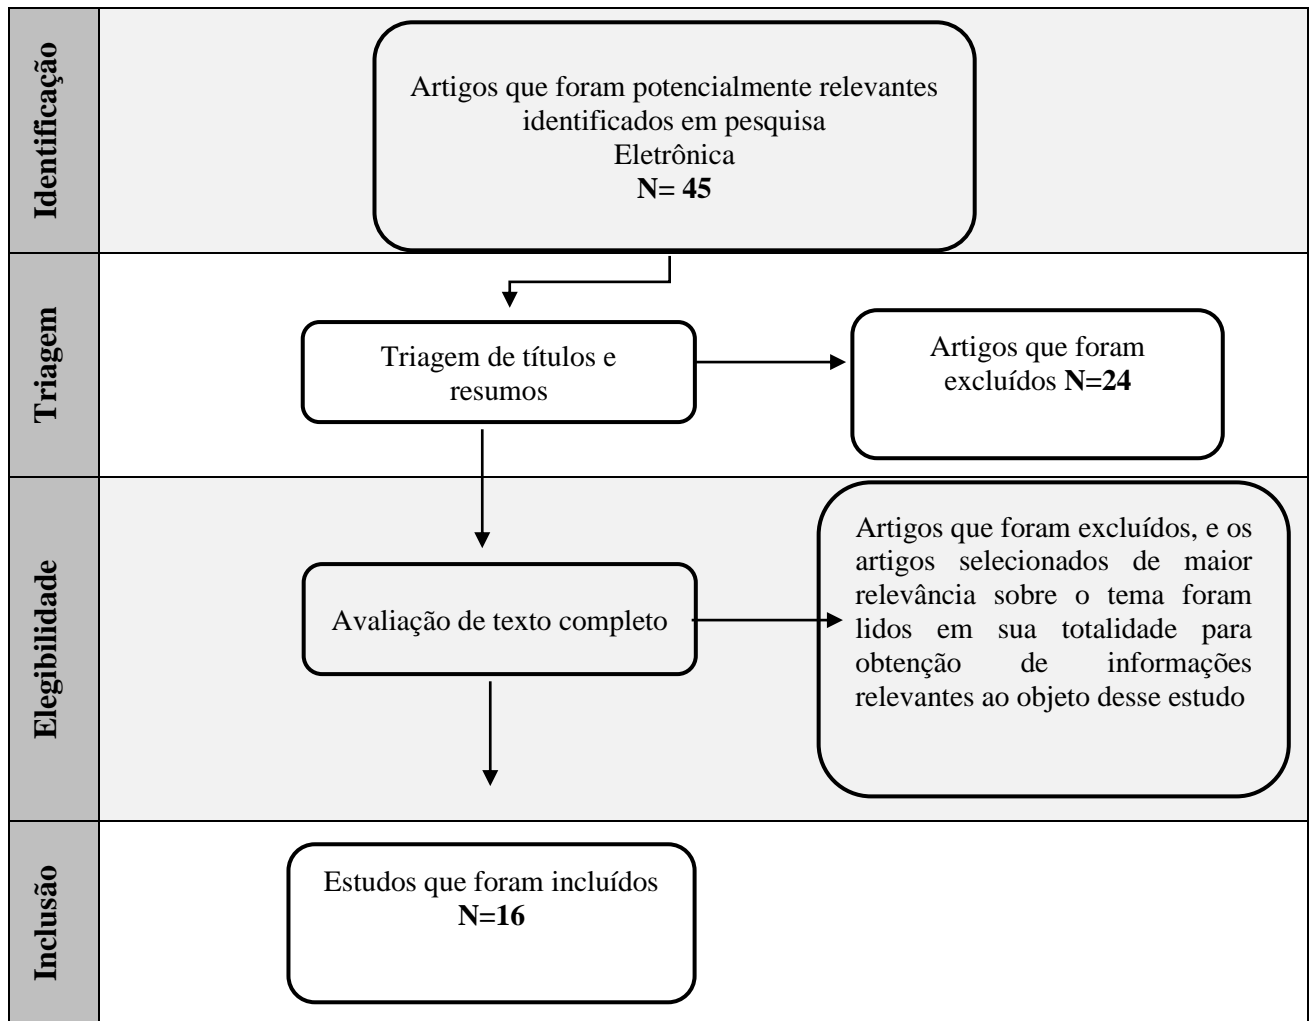 Identificação
Artigos que foram potencialmente relevantes
identificados em pesquisa
Eletrônica
N= 45
Triagem
Triagem de títulos e
resumos
Artigos que foram
excluídos N=24
Elegibilidade
Avaliação de texto completo
Artigos que foram excluídos, e os
artigos selecionados de maior
relevância sobre o tema foram
lidos em sua totalidade para
obtenção de informações
relevantes ao objeto desse estudo
Inclusão
Estudos que foram incluídos
N=16